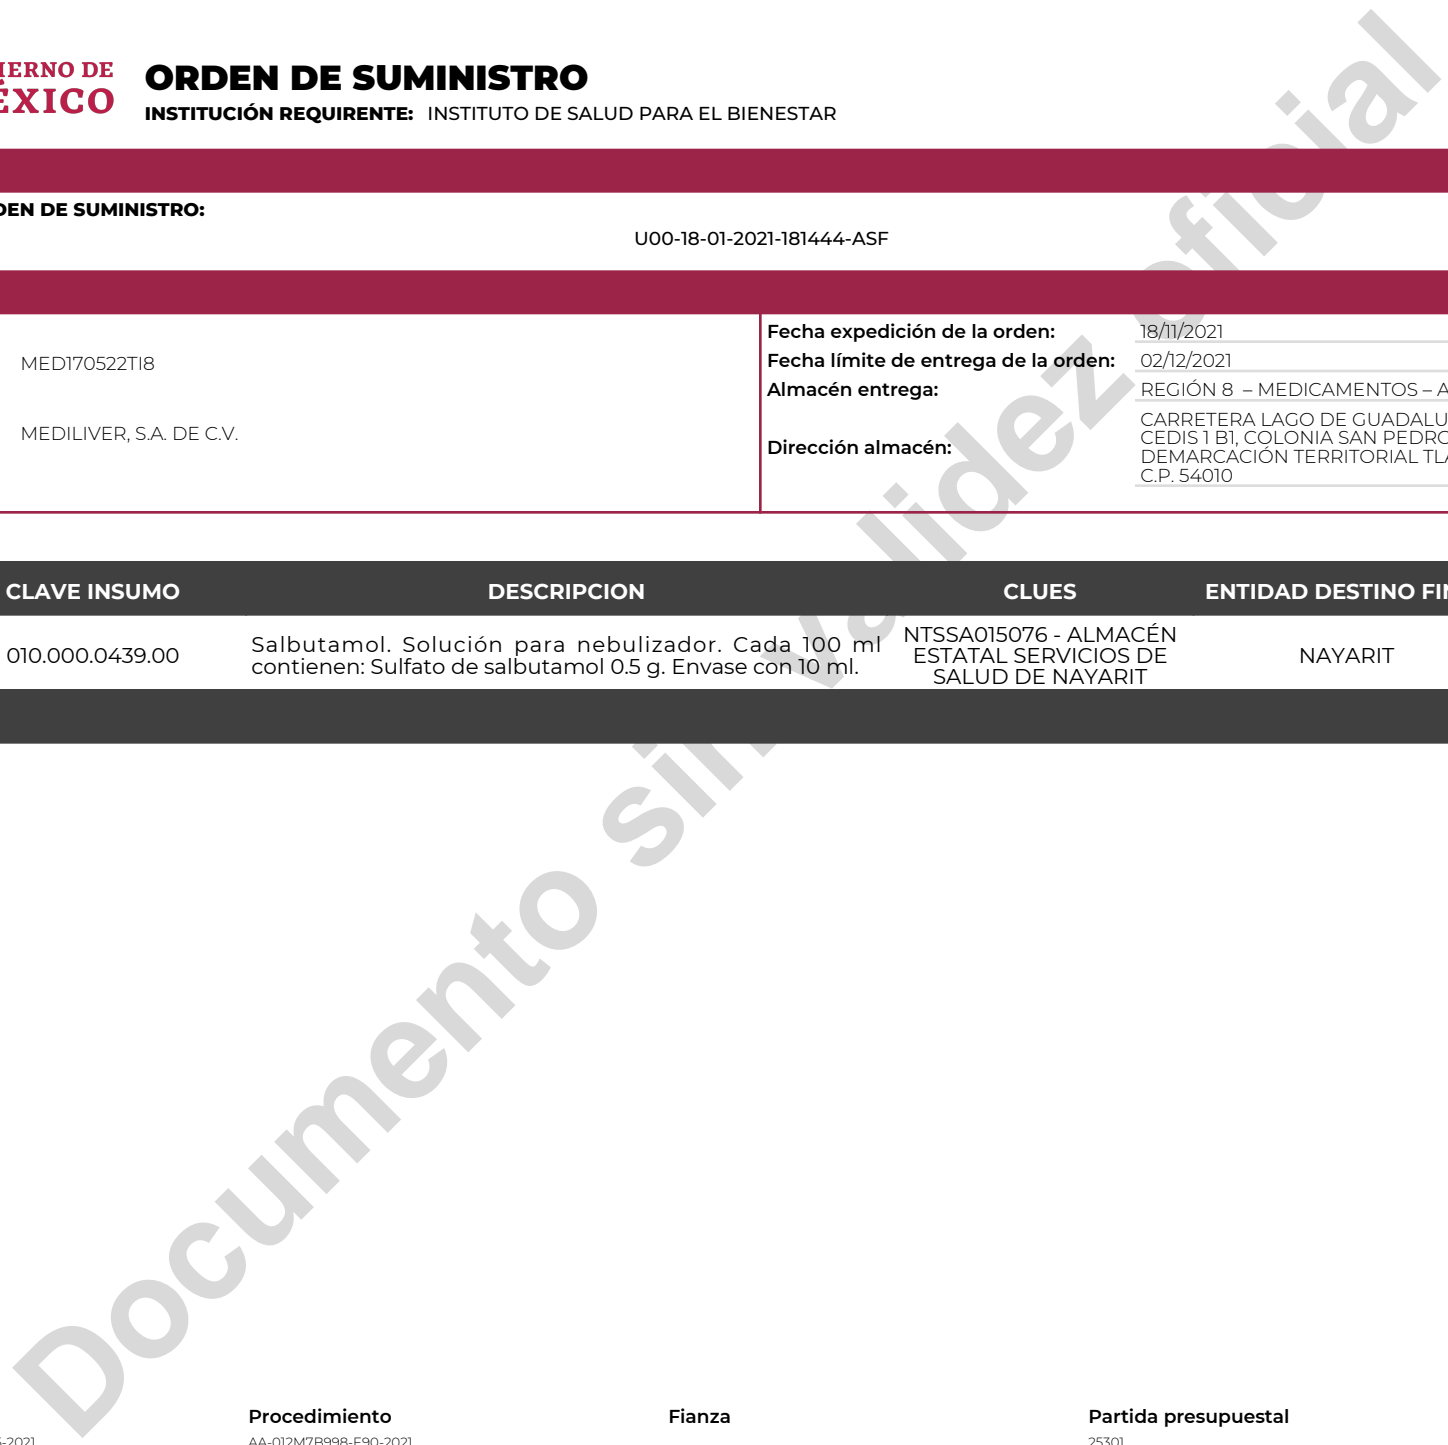 IERNO DE
ÉXICO
ORDEN DE SUMINISTRO
INSTITUCIÓN REQUIRENTE: INSTITUTO DE SALUD PARA EL BIENESTAR
DEN DE SUMINISTRO:
U00-18-01-2021-181444-ASF
MED170522TI8
MEDILIVER, S.A. DE C.V.
Fecha expedición de la orden: 18/11/2021
Fecha límite de entrega de la orden: 02/12/2021
Almacén entrega: REGIÓN 8 – MEDICAMENTOS – A
Dirección almacén:
CARRETERA LAGO DE GUADALU
CEDIS 1 B1, COLONIA SAN PEDRO
DEMARCACIÓN TERRITORIAL TLA
C.P. 54010
CLAVE INSUMO DESCRIPCION CLUES ENTIDAD DESTINO FIN
010.000.0439.00
Salbutamol. Solución para nebulizador. Cada 100 ml
contienen: Sulfato de salbutamol 0.5 g. Envase con 10 ml.
NTSSA015076 - ALMACÉN
ESTATAL SERVICIOS DE
SALUD DE NAYARIT
NAYARIT
Documento sin validez oficial
Procedimiento Fianza Partida presupuestal
-2021 AA-012M7B998-E90-2021 25301